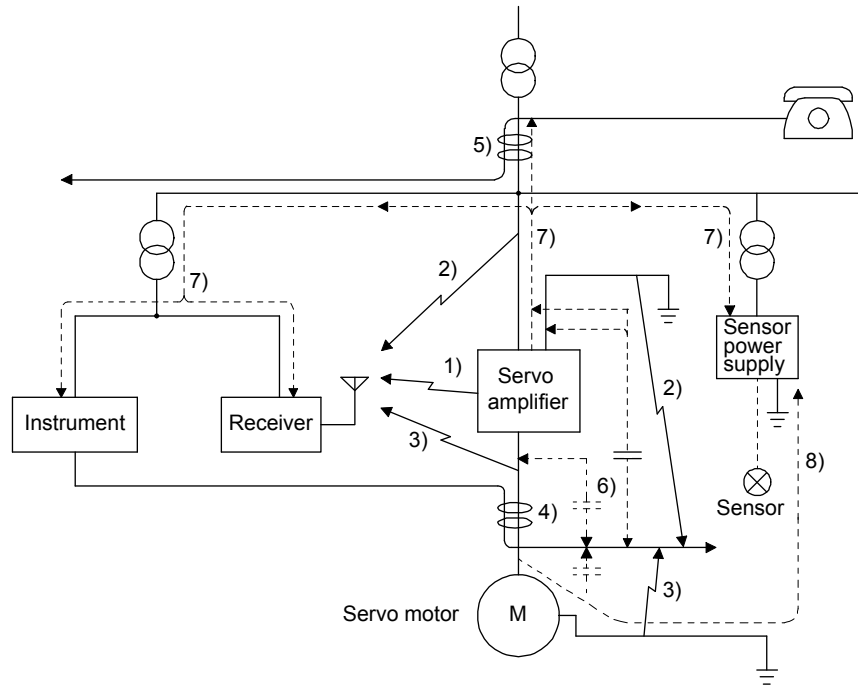 5)
7)
7)
7)
2)
1)
Servo
amplifier
2)
3)
Sensor
power
supply
Instrument
Receiver
8)
6)
4)
Sensor
3)
Servo motor
M